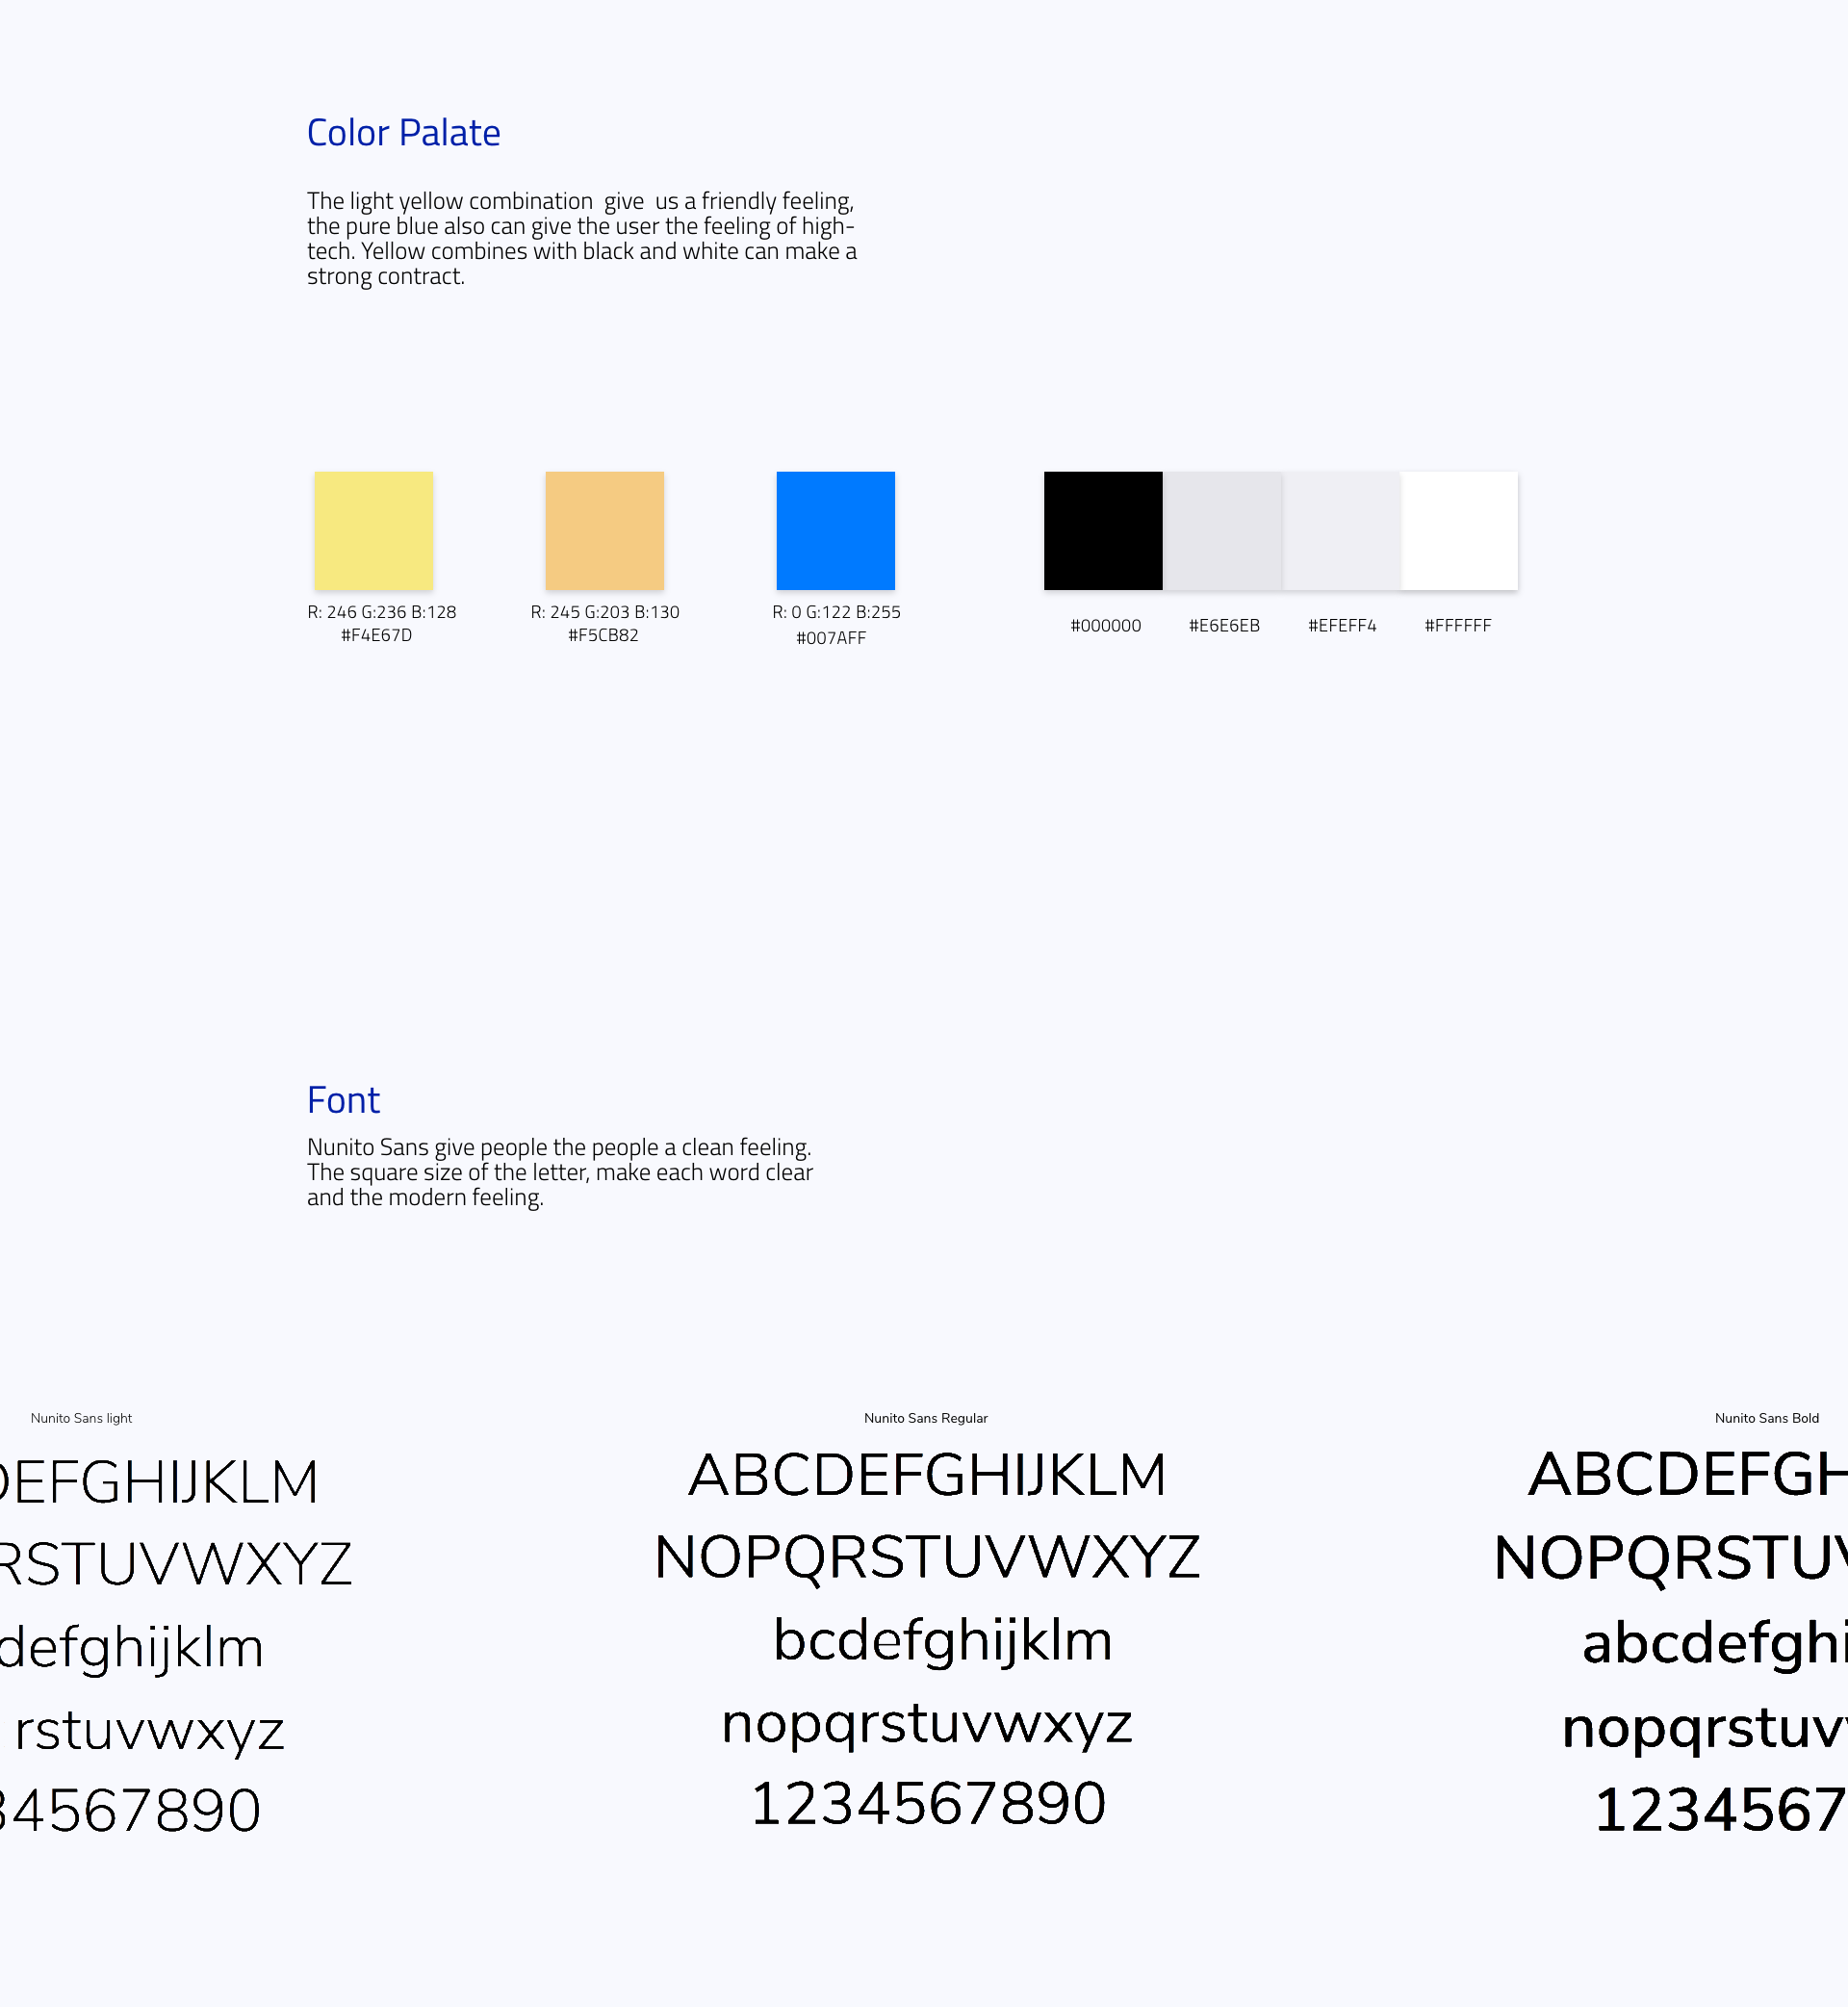 Color Palate
The light yellow combination  give  us a friendly feeling,
the pure blue also can give the user the feeling of high-
tech. Yellow combines with black and white can make a
strong contract.
R: 246 G:236 B:128
#F4E67D
R: 245 G:203 B:130
#F5CB82
R: 0 G:122 B:255
#007AFF
#000000
#E6E6EB
#EFEFF4
#FFFFFF
Font
Nunito Sans give people the people a clean feeling.
The square size of the letter, make each word clear
and the modern feeling.
Nunito Sans light
DEFGHIJKLM
RSTUVWXYZ
defghijklm
rstuvwxyz
34567890
Nunito Sans Regular
ABCDEFGHIJKLM
NOPQRSTUVWXYZ
bcdefghijklm
nopqrstuvwxyz
1234567890
Nunito Sans Bold
ABCDEFGH
NOPQRSTUV
abcdefghi
nopqrstuvw
1234567